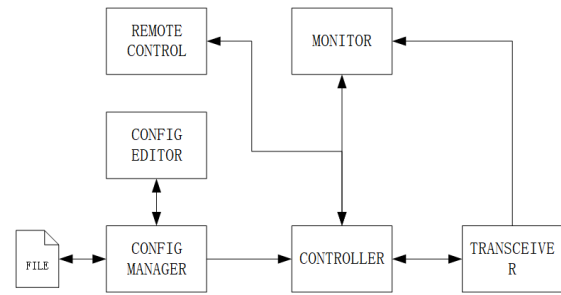 REMOTE
CONTROL
MONITOR
CONFIG
EDITOR
FILE
CONFIG
MANAGER
CONTROLLER
TRANSCEIVE
R